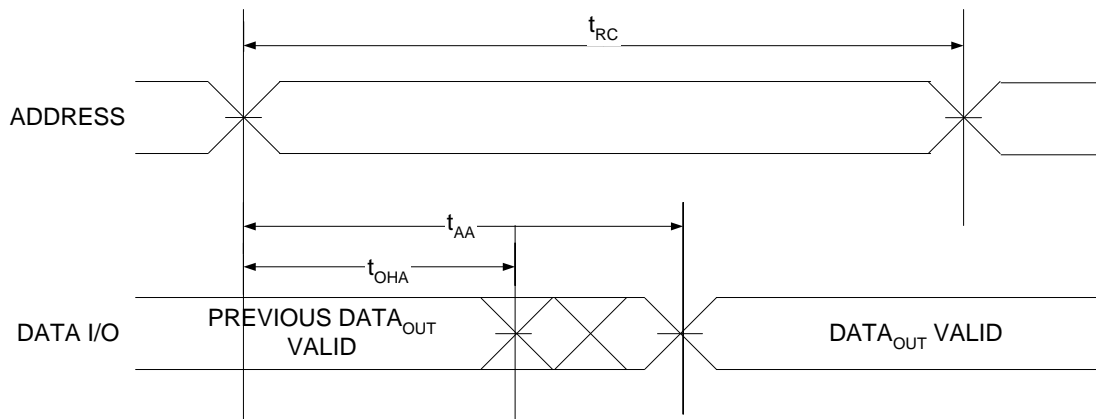 tRC
ADDRESS
tAA
tOHA
DATA I/O
PREVIOUS DATAOUT
VALID
DATAOUT VALID